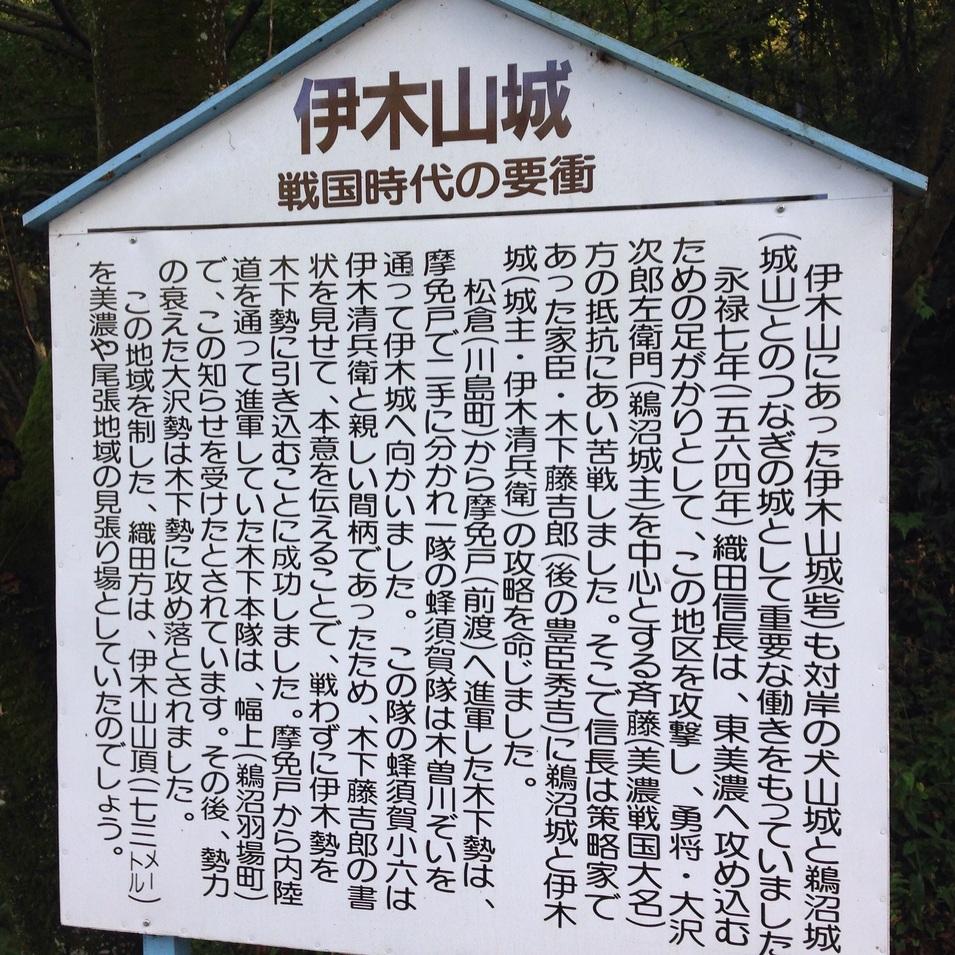 伊木山城
戦国時代の要衝
伊木山にあった伊木山城(砦)も対岸の犬山城と鵜沼城
(城山)とのつなぎの城として重要な働きをもっていました
永禄七年(一五六四年)織田信長は、東美濃へ攻め込む
ための足がかりとして、この地区を攻撃し、勇将・大沢
次郎左衛門(鵜沼城主)を中心とする斉藤(美濃戦国大名)
方の抵抗にあい苦戦しました。そこで信長は策略家で
あった家臣・木下藤吉郎(後の豊臣秀吉)に鵜沼城と伊木
城(城主・伊木清兵衛)の攻略を命じました。
松倉(川島町)から摩免戸(前渡)へ進軍した木下勢は、
摩免戸で二手に分かれ一隊の蜂須賀隊は木曽川ぞいを
通って伊木城へ向かいました。この隊の蜂須賀小六は
伊木清兵衛と親しい間柄であったため、木下藤吉郎の書
状を見せて、本意を伝えることで、戦わずに伊木勢を
木下勢に引き込むことに成功しました。摩免戸から内陸
道を通って進軍していた木下本隊は、幅上(鵜沼羽場町)
で、この知らせを受けたとされています。その後、勢力
の衰えた大沢勢は木下勢に攻め落とされました。
この地域を制した、織田方は、伊木山山頂(一七三メートル)
を美濃や尾張地域の見張り場としていたのでしょう。